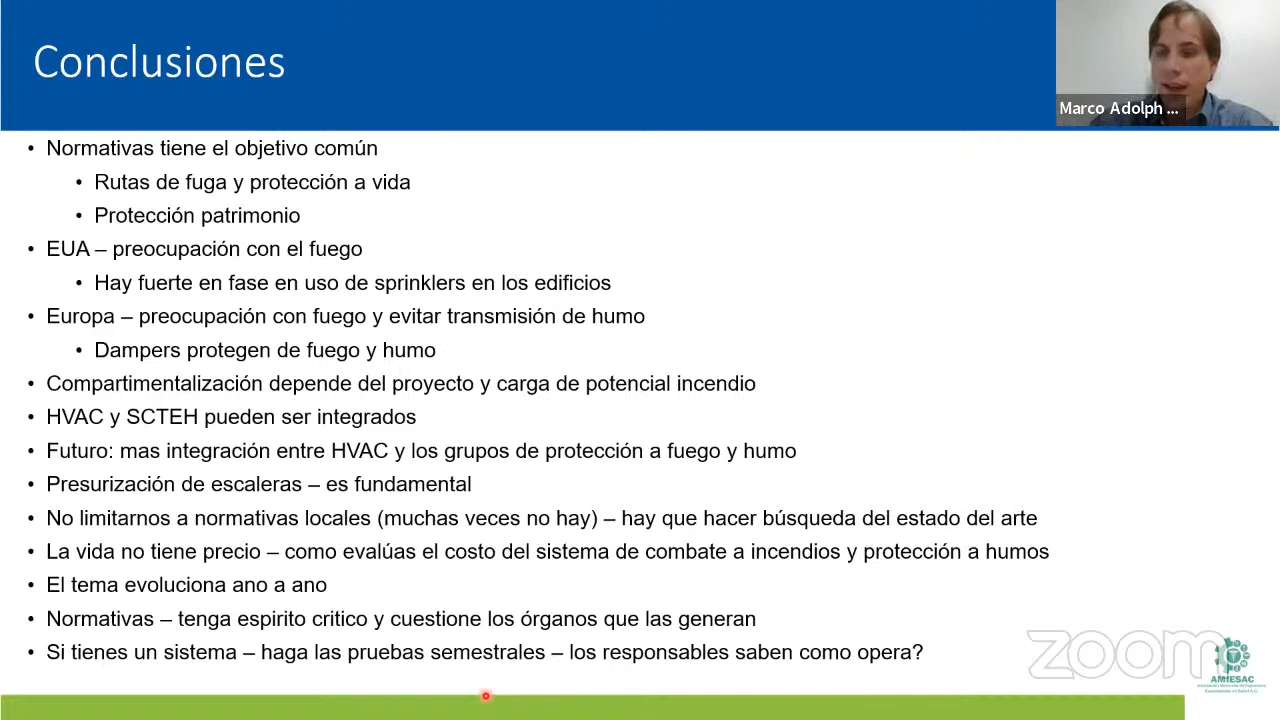 Conclusiones
Marco Adolph ...
• Normativas tiene el objetivo común
• Rutas de fuga y protección a vida
• Protección patrimonio
• EUA – preocupación con el fuego
• Hay fuerte en fase en uso de sprinklers en los edificios
• Europa – preocupación con fuego y evitar transmisión de humo
• Dampers protegen de fuego y humo
• Compartimentalización depende del proyecto y carga de potencial incendio
• HVAC y SCTEH pueden ser integrados
• Futuro: mas integración entre HVAC y los grupos de protección a fuego y humo
• Presurización de escaleras – es fundamental
• No limitarnos a normativas locales (muchas veces no hay) – hay que hacer búsqueda del estado del arte
• La vida no tiene precio – como evalúas el costo del sistema de combate a incendios y protección a humos
• El tema evoluciona ano a ano
• Normativas – tenga espirito critico y cuestione los órganos que las generan
• Si tienes un sistema – haga las pruebas semestrales – los responsables saben como opera?
zoom
AMIESAC